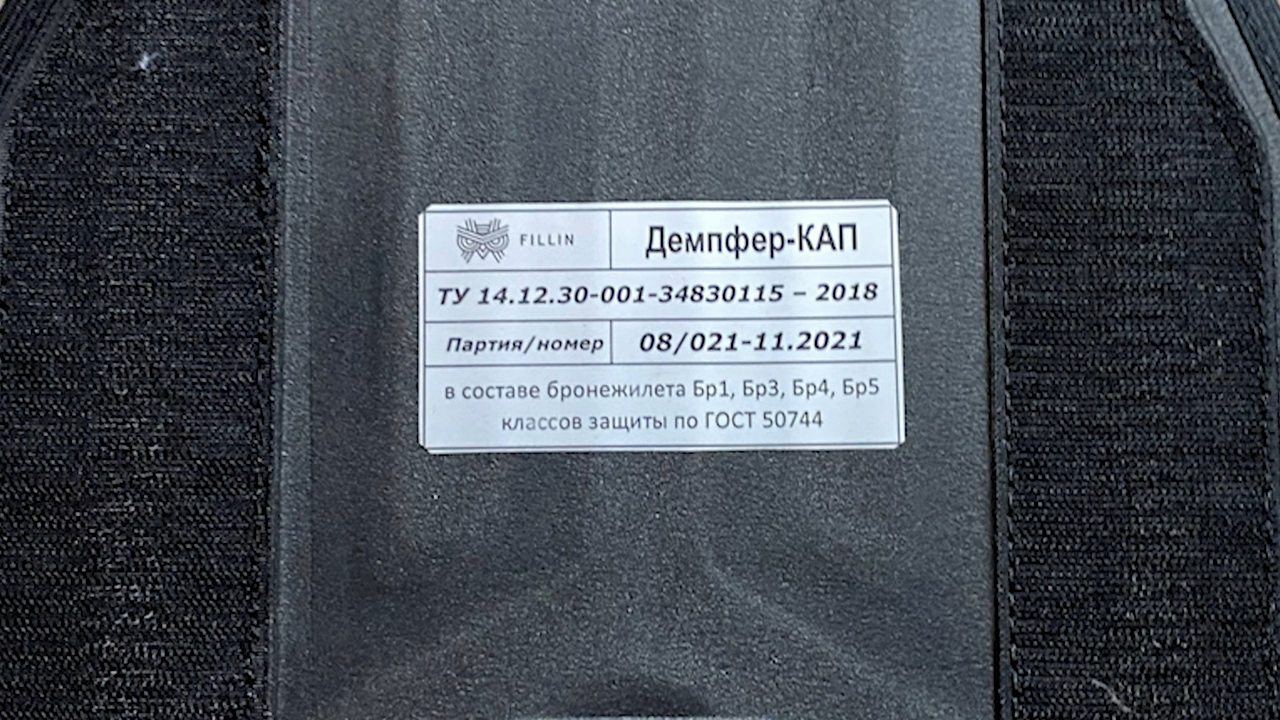 FILLIN
Демпфер-КАП
ТУ 14.12.30-001-34830115 – 2018
Партия/номер
08/021-11.2021
в составе бронежилета Бр1, Бр3, Бр4, Бр5
классов защиты по ГОСТ 50744